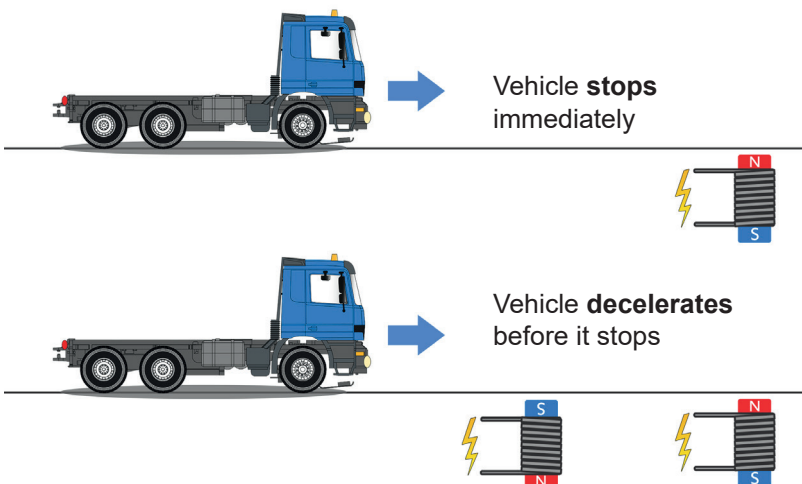 Vehicle stops
immediately
N
S
Vehicle decelerates
before it stops
S
N
N
S